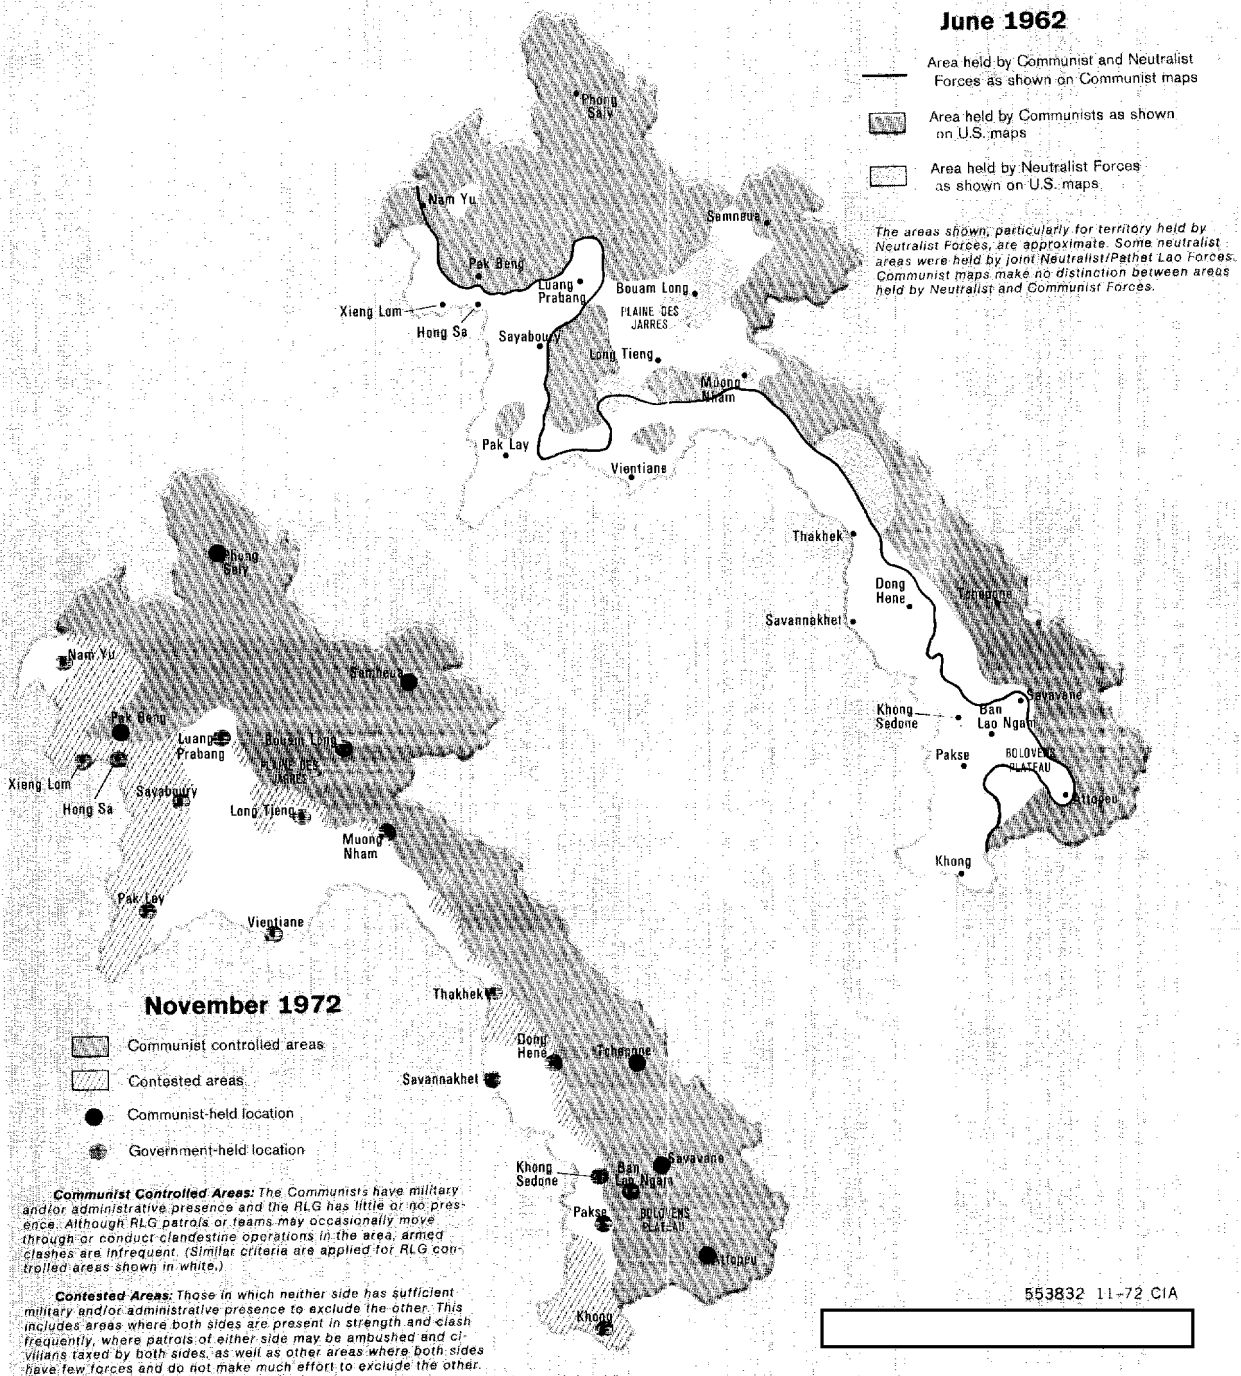 June 1962
Area held by Communist and Neutralist
Forces as shown on Communist maps
Area held by Communists as shown
on U.S. maps
Area held by Neutralist Forces
as shown on U.S. maps
The areas shown, particularly for territory held by
Neutralist Forces, are approximate. Some neutralist
areas were held by joint Neutralist/Pathet Lao Forces.
Communist maps make no distinction between areas
held by Neutralist and Communist Forces.
Phong
Saly
Nam Yu
Samneua
Pak Beng
Luang
Prabang
Bouam Long
Xieng Lom
Hong Sa
PLAINE DES
JARRES
Sayaboury
Long Tieng
Muong
Nham
Pak Lay
Vientiane
Thakhek
Dong
Hene
Tchepone
Savannakhet
Saravane
Khong
Sedone
Ban
Lao Ngam
Pakse
BOLOVENS
PLATEAU
Attopeu
Khong
Phong
Saly
Nam Yu
Samneua
Pak Beng
Luang
Prabang
Bouam Long
PLAINE DES
JARRES
Xieng Lom
Hong Sa
Sayaboury
Long Tieng
Muong
Nham
Pak Lay
Vientiane
Thakhek
Dong
Hene
Tchepone
Savannakhet
Saravane
Khong
Sedone
Ban
Lao Ngam
Pakse
BOLOVENS
PLATEAU
Attopeu
Khong
November 1972
Communist controlled areas
Contested areas
Communist-held location
Government-held location
Communist Controlled Areas: The Communists have military
and/or administrative presence and the RLG has little or no pres-
ence. Although RLG patrols or teams may occasionally move
through or conduct clandestine operations in the area, armed
clashes are infrequent. (Similar criteria are applied for RLG con-
trolled areas shown in white.)
Contested Areas: Those in which neither side has sufficient
military and/or administrative presence to exclude the other. This
includes areas where both sides are present in strength and clash
frequently, where patrols of either side may be ambushed and ci-
vilians taxed by both sides, as well as other areas where both sides
have few forces and do not make much effort to exclude the other.
553832 11-72 CIA